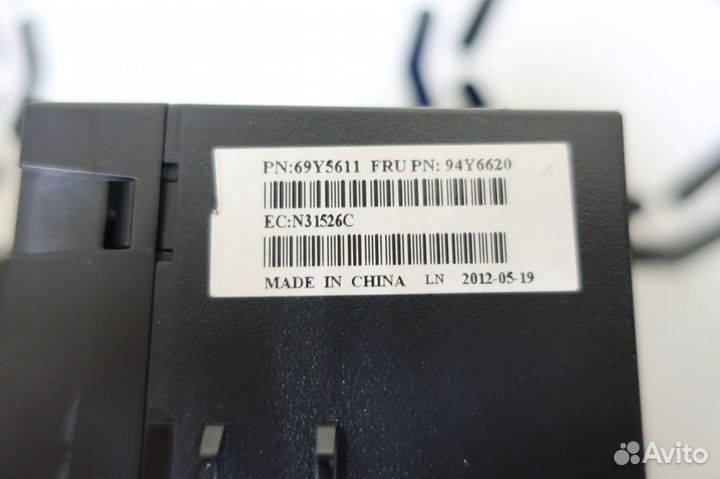 PN:69Y5611 FRU PN: 94Y6620
EC:N31526C
MADE IN CHINA LN 2012-05-19
Avito